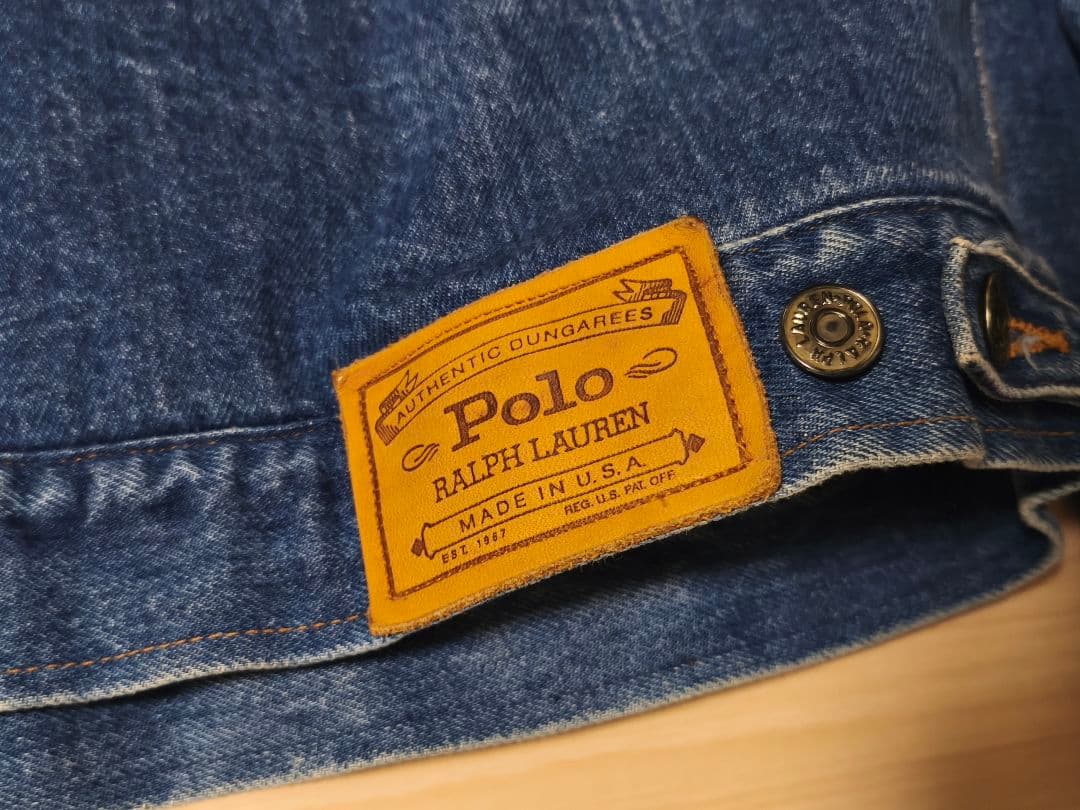 AUTHENTIC DUNGAREES
Polo
RALPH LAUREN
MADE IN U.S.A.
EST. 1967 REG. U.S. PAT. OFF.
RALPH LAUREN